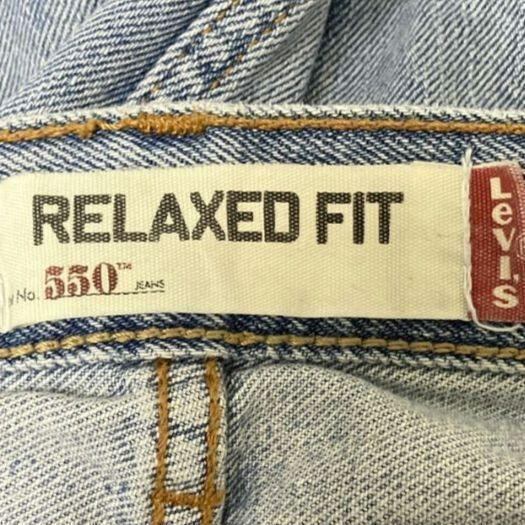 RELAXED FIT
No. 550™ JEANS
LEVI'S